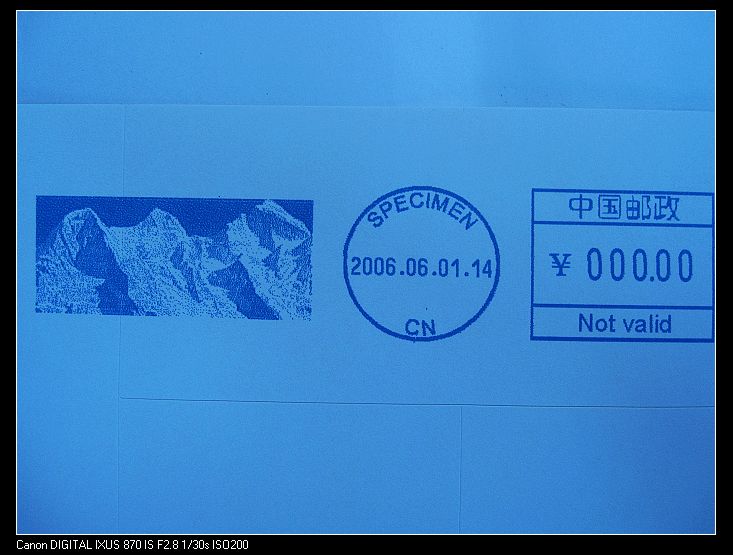 SPECIMEN
2006.06.01.14
CN
中国邮政
¥ 000.00
Not valid
Canon DIGITAL IXUS 870 IS F2.8 1/30s ISO200